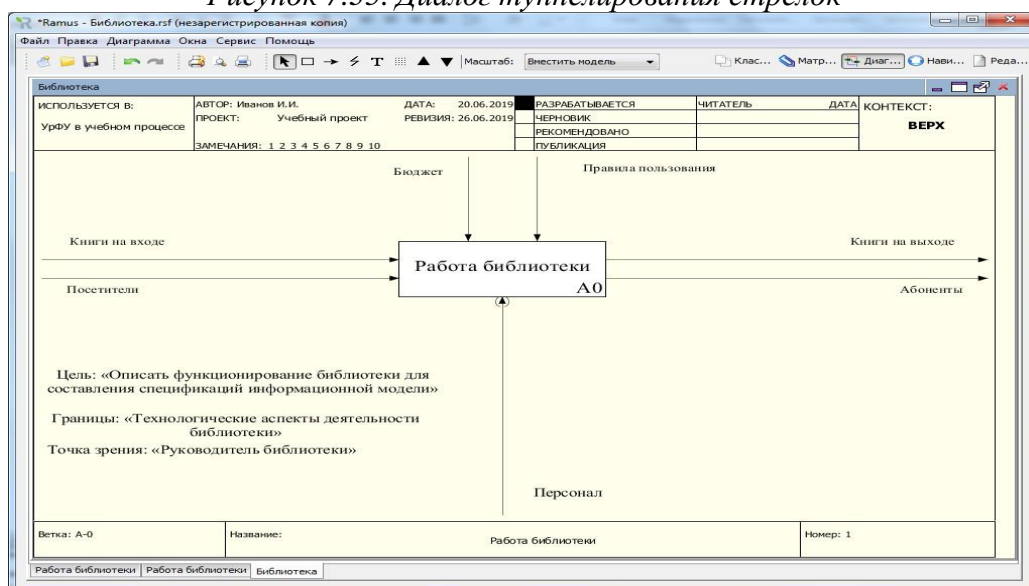 Рисунок 7.35. Диалог туннелирования стрелок
*Ramus - Библиотека.rsf (незарегистрированная копия)
Файл Правка Диаграмма Окна Сервис Помощь
T Масштаб: Вместить модель Клас... Матр... Диаг... Нави... Реда...
Библиотека
ИСПОЛЬЗУЕТСЯ В:
УрФУ в учебном процессе
АВТОР: Иванов И.И. ДАТА: 20.06.2019
ПРОЕКТ: Учебный проект РЕВИЗИЯ: 26.06.2019
ЗАМЕЧАНИЯ: 1 2 3 4 5 6 7 8 9 10
РАЗРАБАТЫВАЕТСЯ
ЧЕРНОВИК
РЕКОМЕНДОВАНО
ПУБЛИКАЦИЯ
ЧИТАТЕЛЬ ДАТА
КОНТЕКСТ:
ВЕРХ
Бюджет
Правила пользования
Книги на входе
Книги на выходе
Работа библиотеки
A0
Посетители
Абоненты
Цель: «Описать функционирование библиотеки для
составления спецификаций информационной модели»
Границы: «Технологические аспекты деятельности
библиотеки»
Точка зрения: «Руководитель библиотеки»
Персонал
Ветка: A-0
Название:
Работа библиотеки
Номер: 1
Работа библиотеки Работа библиотеки Библиотека